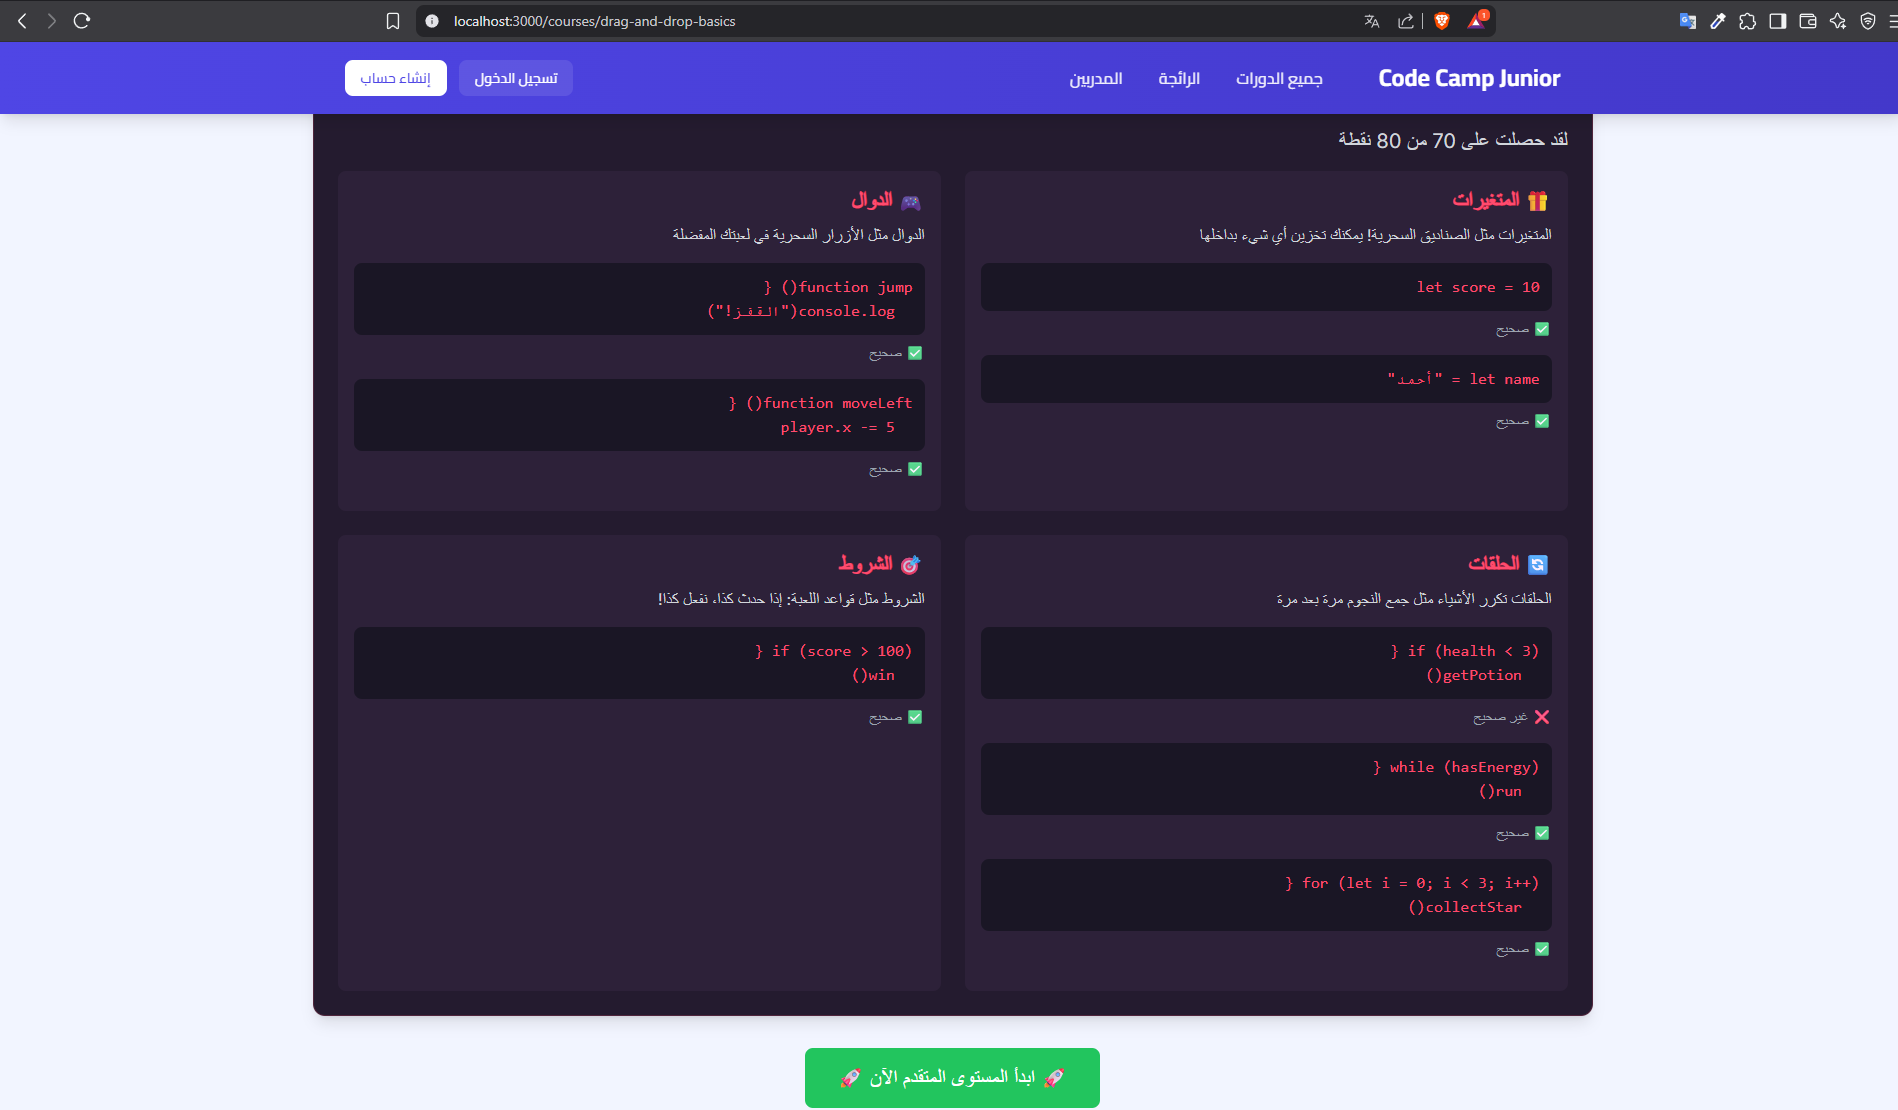 localhost:3000/courses/drag-and-drop-basics
1
Code Camp Junior
جميع الدورات
الرائجة
المدربين
تسجيل الدخول
إنشاء حساب
لقد حصلت على 70 من 80 نقطة
🎁 المتغيرات
المتغيرات مثل الصناديق السحرية! يمكنك تخزين أي شيء بداخلها
let score = 10
✅ صحيح
let name = "أحمد"
✅ صحيح
🎮 الدوال
الدوال مثل الأزرار السحرية في لعبتك المفضلة
function jump() {
console.log("القفز!")
✅ صحيح
function moveLeft() {
player.x -= 5
✅ صحيح
🔄 الحلقات
الحلقات تكرر الأشياء مثل جمع النجوم مرة بعد مرة
if (health < 3) {
getPotion()
❌ غير صحيح
while (hasEnergy) {
run()
✅ صحيح
for (let i = 0; i < 3; i++) {
collectStar()
✅ صحيح
🎯 الشروط
الشروط مثل قواعد اللعبة: إذا حدث كذا، نفعل كذا!
if (score > 100) {
win()
✅ صحيح
🚀 ابدأ المستوى المتقدم الآن 🚀